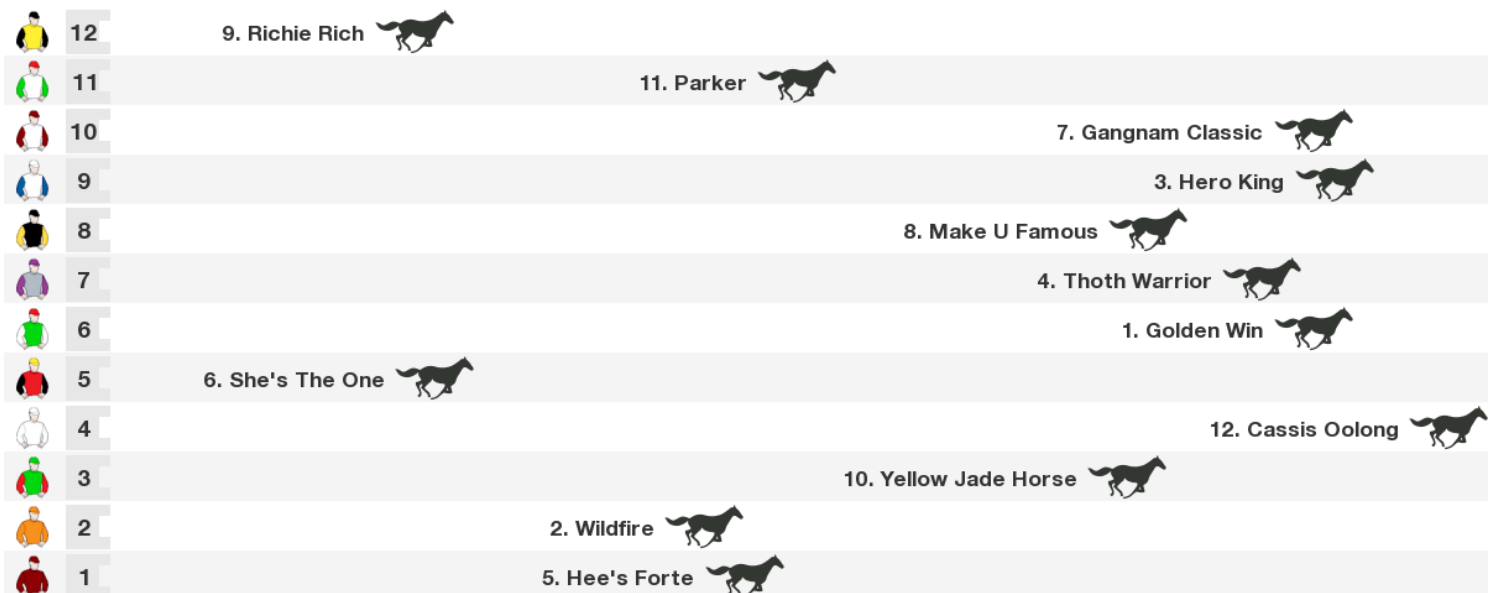 12 9. Richie Rich
11 11. Parker
10 7. Gangnam Classic
9 3. Hero King
8 8. Make U Famous
7 4. Thoth Warrior
6 1. Golden Win
5 6. She's The One
4 12. Cassis Oolong
3 10. Yellow Jade Horse
2 2. Wildfire
1 5. Hee's Forte